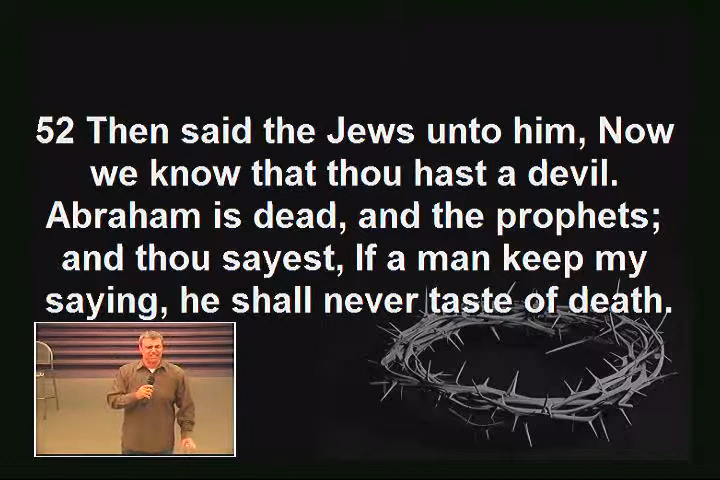 52 Then said the Jews unto him, Now
we know that thou hast a devil.
Abraham is dead, and the prophets;
and thou sayest, If a man keep my
saying, he shall never taste of death.